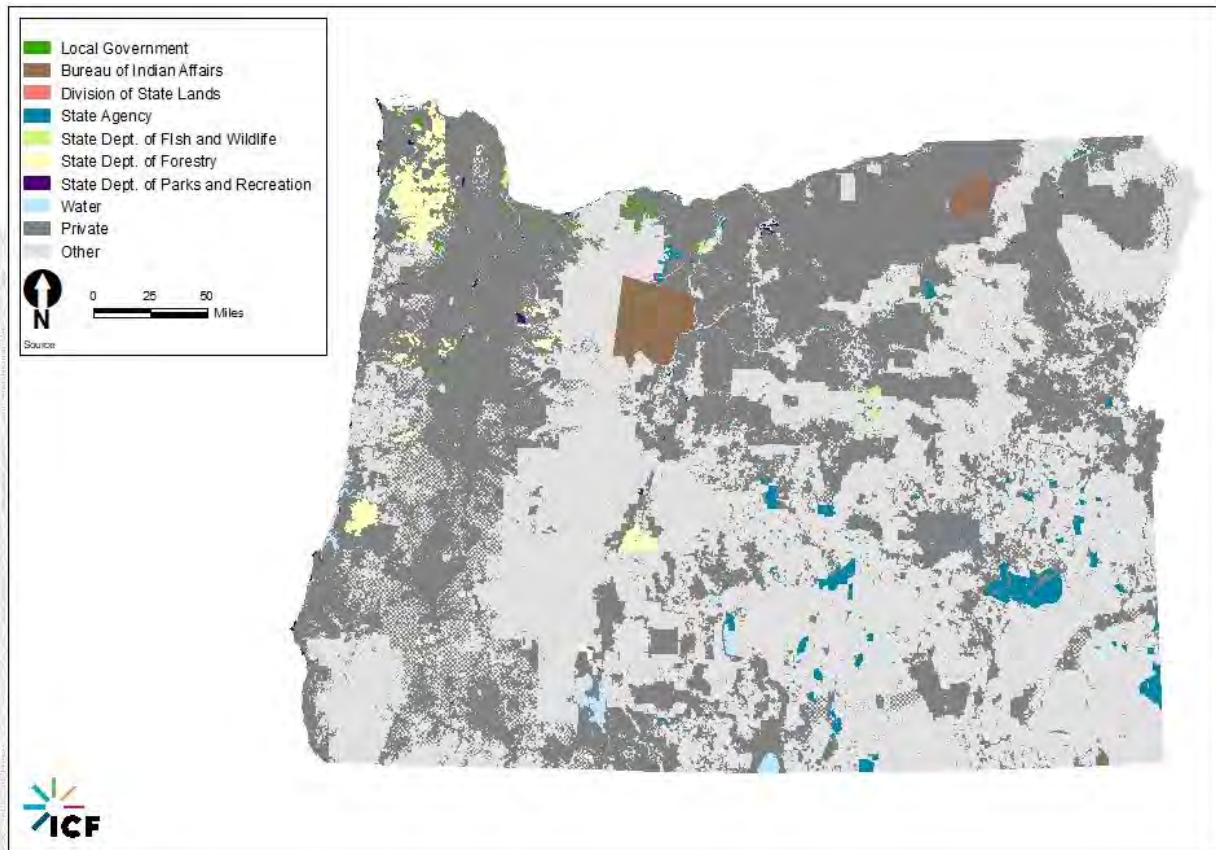 Local Government
Bureau of Indian Affairs
Division of State Lands
State Agency
State Dept. of FIsh and Wildlife
State Dept. of Forestry
State Dept. of Parks and Recreation
Water
Private
Other
0 25 50
Miles
N
Source
ICF